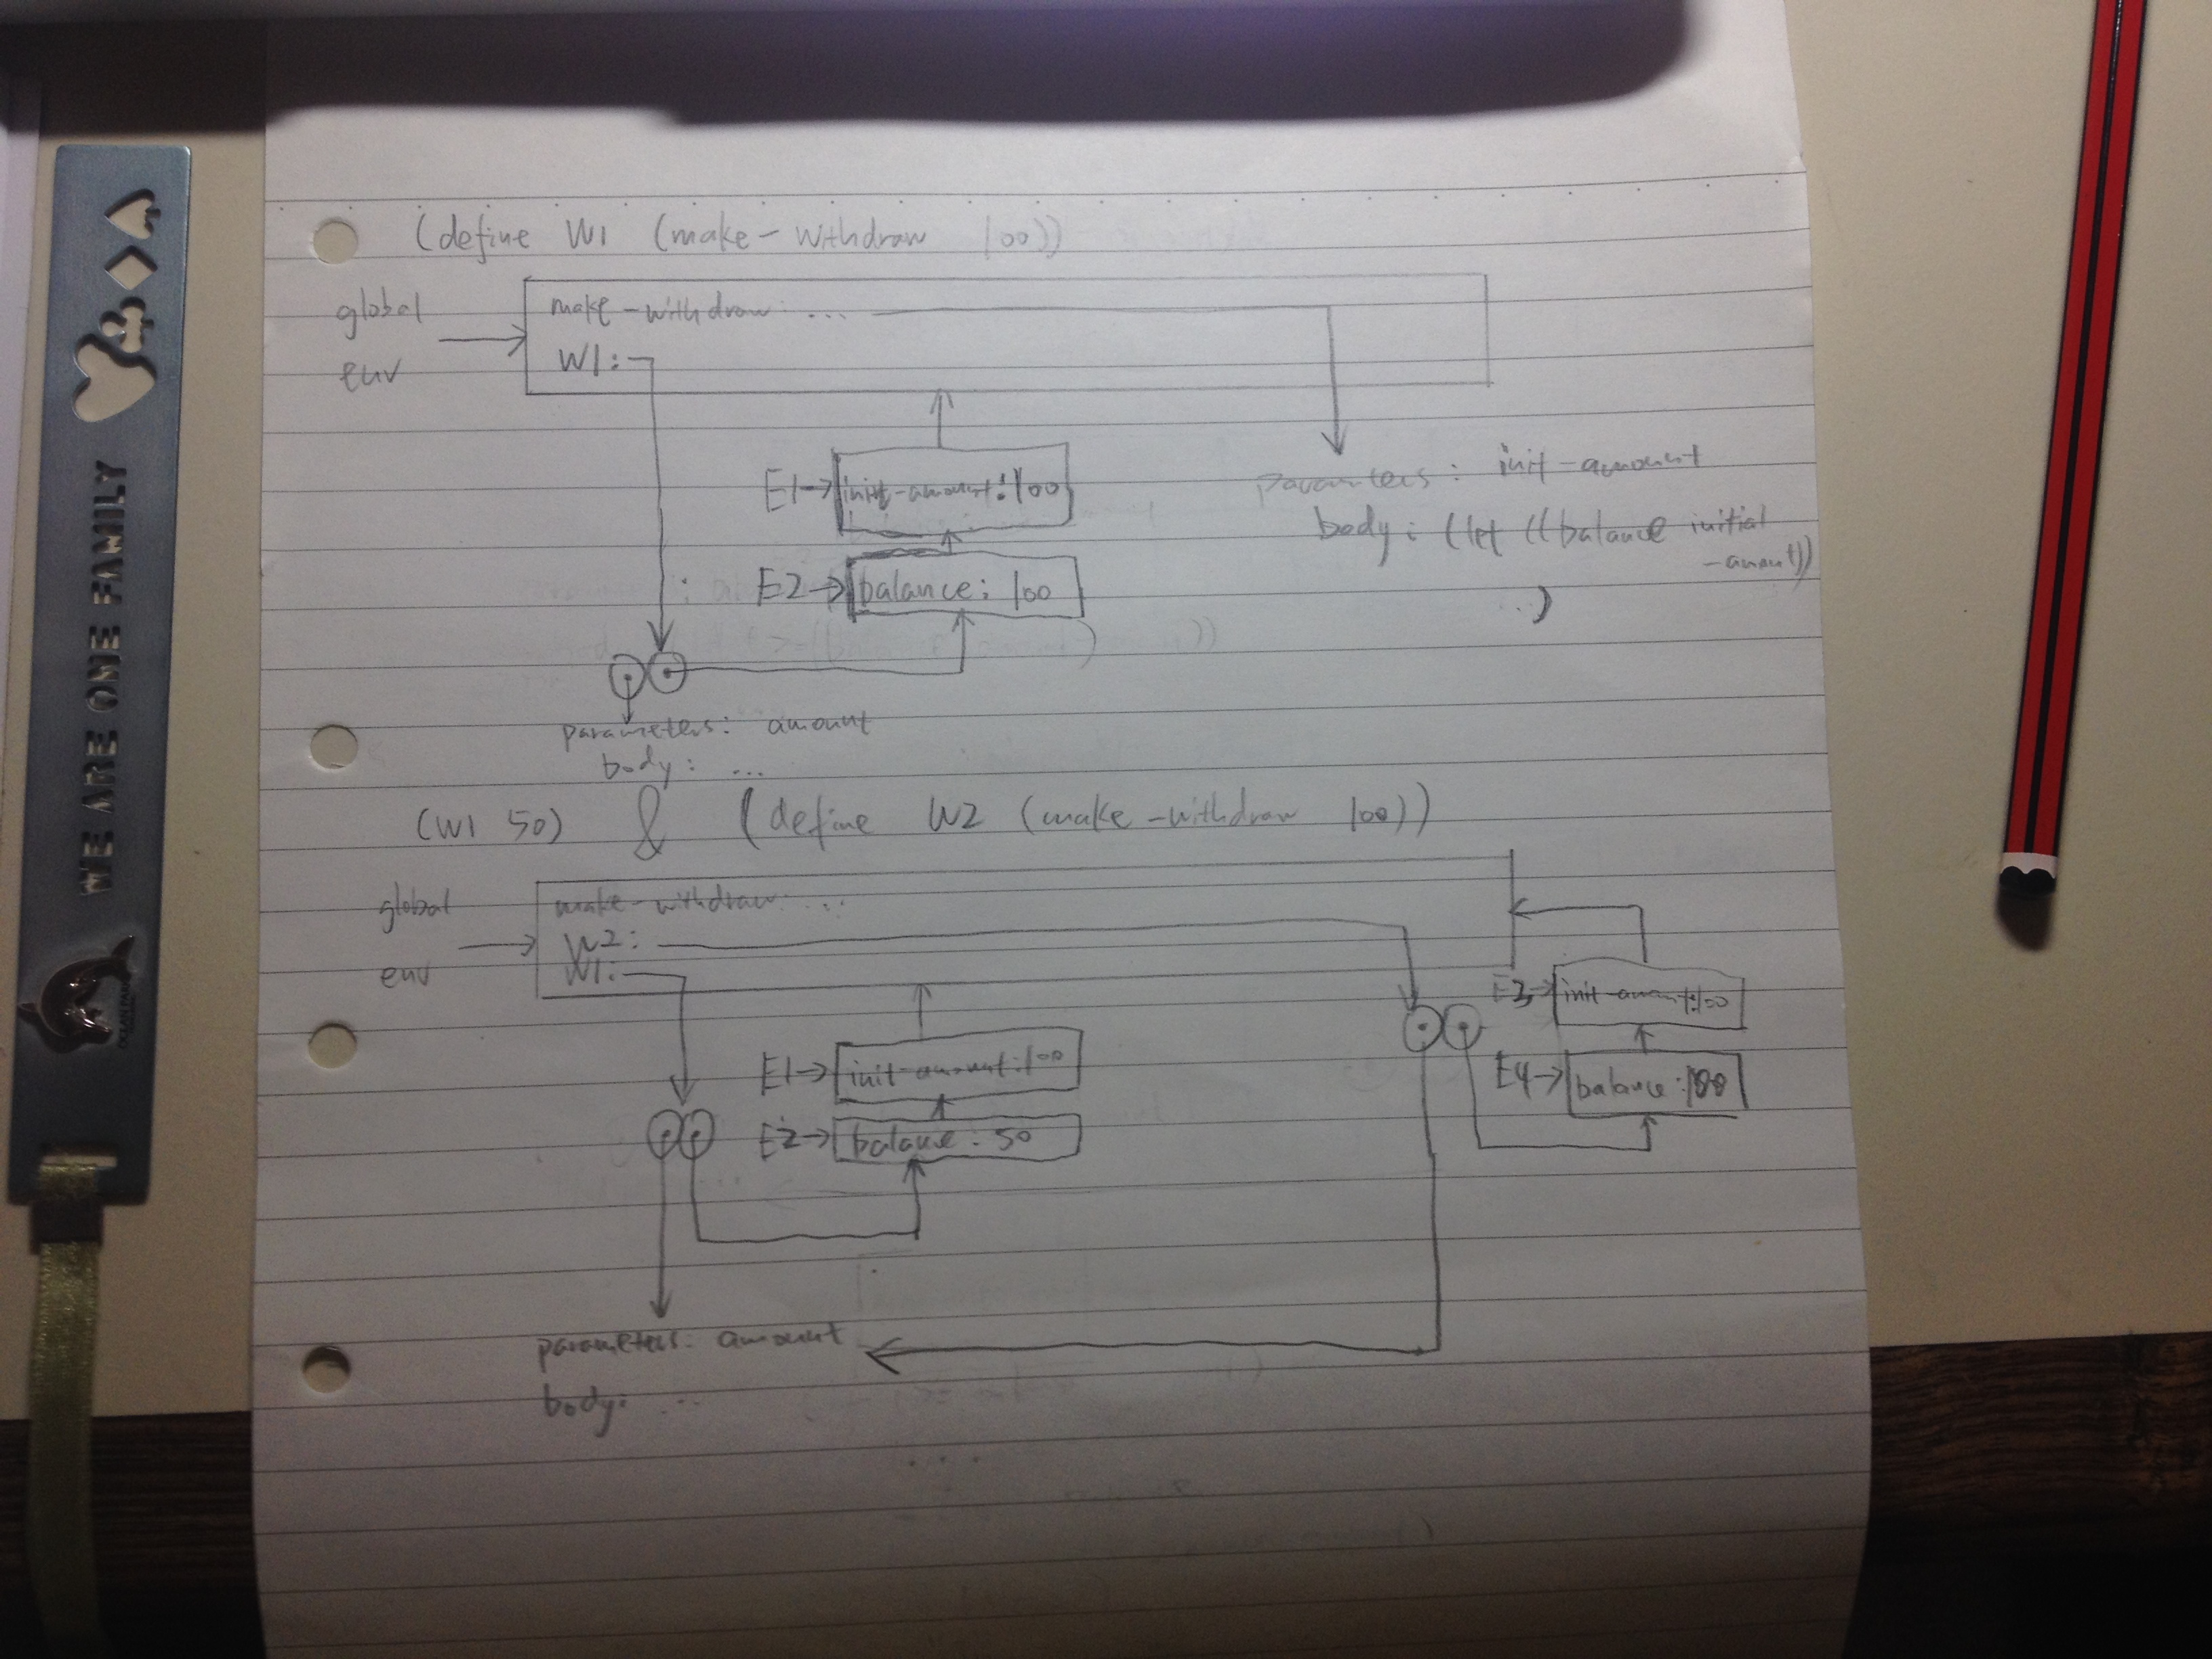 (define W1 (make-withdraw 100))
global
env
make-withdraw: ...
W1:
E1→ init-amount: 100
E2→ balance: 100
parameters: init-amount
body: (let ((balance initial
-amount))
...)
parameters: amount
body: ...
(W1 50) & (define W2 (make-withdraw 100))
global
env
make-withdraw: ...
W2:
W1:
E1→ init-amount: 100
E2→ balance: 50
E3→ init-amount: 100
E4→ balance: 100
parameters: amount
body: ...
WE ARE ONE FAMILY